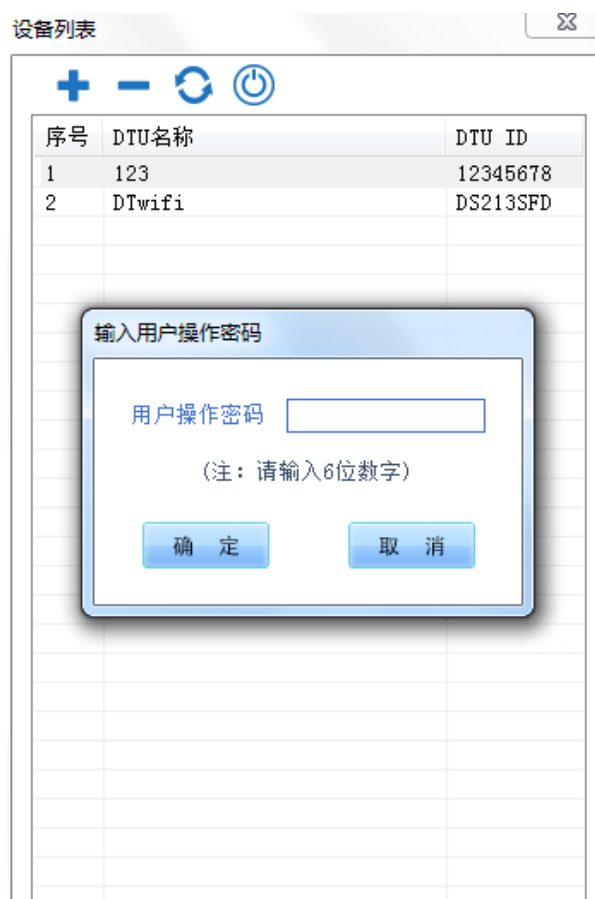 设备列表
序号 DTU名称 DTU ID
1 123 12345678
2 DTwifi DS213SFD
输入用户操作密码
用户操作密码
(注: 请输入6位数字)
确 定 取 消